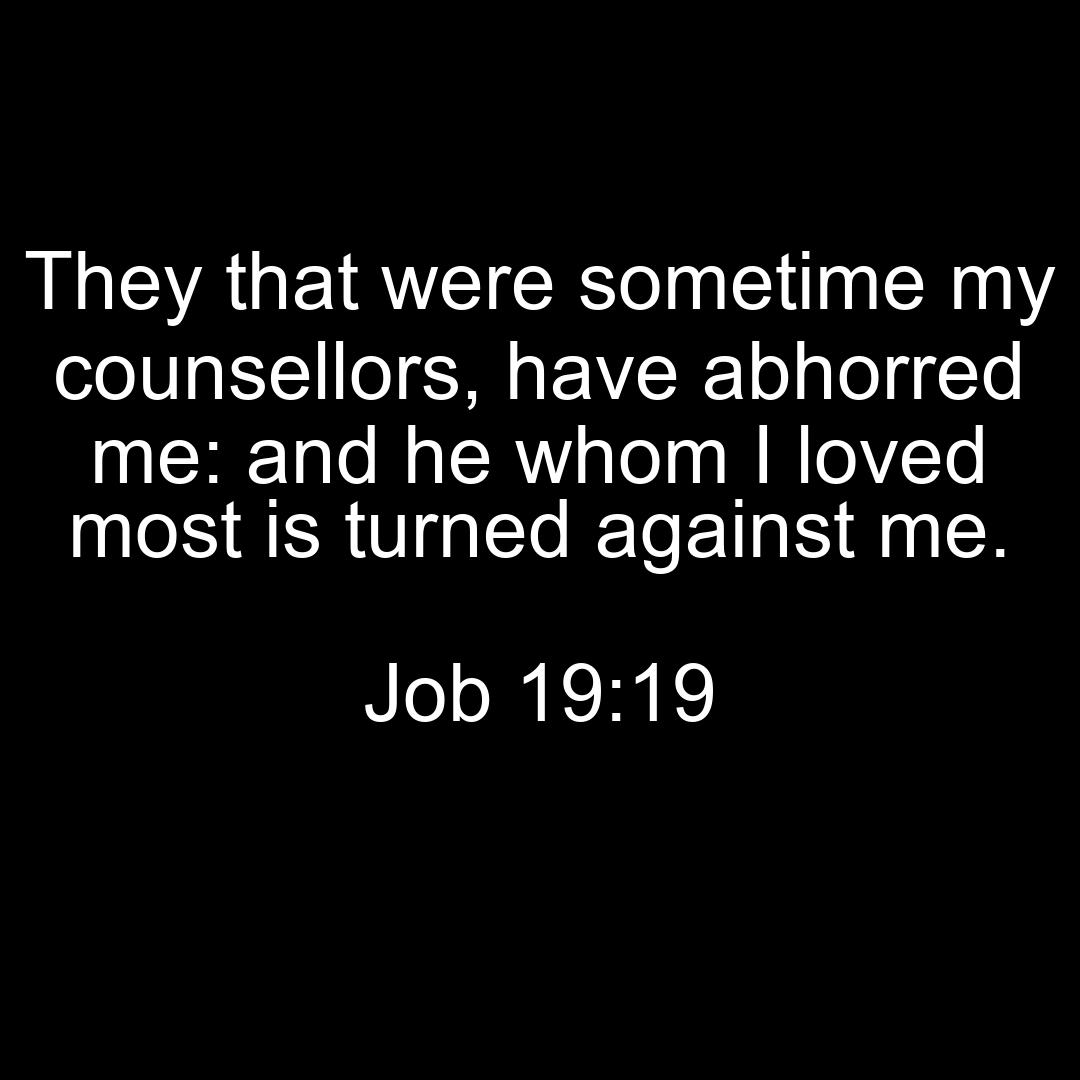 They that were sometime my
counsellors, have abhorred
me: and he whom I loved
most is turned against me.
Job 19:19